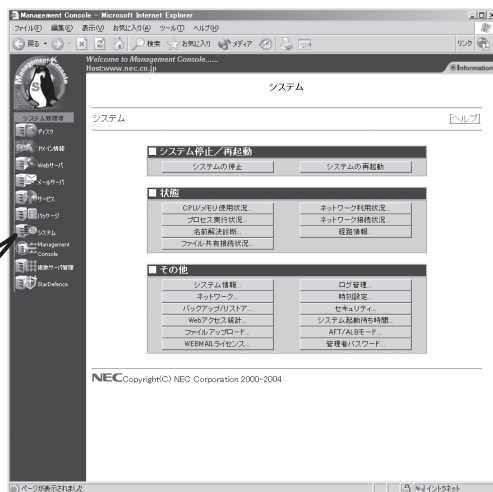 Management Console - Microsoft Internet Explorer
ファイル(F) 編集(E) 表示(V) お気に入り(A) ツール(T) ヘルプ(H)
戻る 検索 お気に入り メディア リンク
Management Console
Welcome to Management Console......
Host:www.nec.co.jp
Information
システム
システム管理者
ディスク
ドメイン情報
Webサーバ
メールサーバ
サービス
パッケージ
システム
Management Console
複数サーバ管理
StarDefence
システム [ヘルプ]
■ システム停止／再起動
システムの停止 システムの再起動
■ 状態
CPU/メモリ使用状況... ネットワーク利用状況...
プロセス実行状況... ネットワーク接続状況...
名前解決診断... 経路情報...
ファイル共有接続状況...
■ その他
システム情報... ログ管理...
ネットワーク... 時刻設定...
バックアップ/リストア... セキュリティ...
Webアクセス統計... システム起動待ち時間...
ファイルアップロード... AFT/ALBモード...
WEBMAILライセンス... 管理者パスワード...
NEC Copyright(C) NEC Corporation 2000-2004
ページが表示されました イントラネット